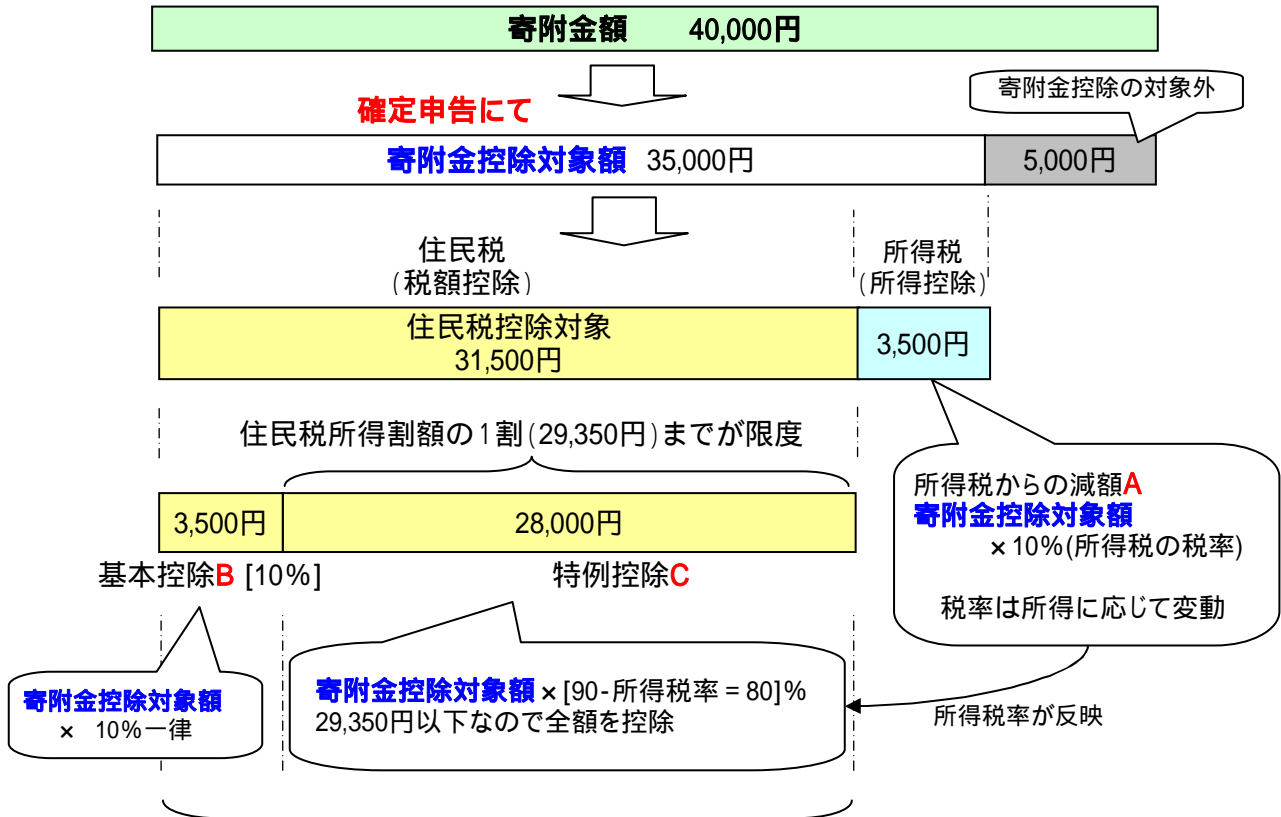 寄附金額 40,000円
確定申告にて
寄附金控除の対象外
寄附金控除対象額 35,000円
5,000円
住民税
(税額控除)
所得税
(所得控除)
住民税控除対象
31,500円
3,500円
住民税所得割額の1割(29,350円)までが限度
3,500円
28,000円
基本控除B [10%]
特例控除C
所得税からの減額A
寄附金控除対象額
×10%(所得税の税率)
税率は所得に応じて変動
寄附金控除対象額
× 10%一律
寄附金控除対象額×[90-所得税率=80]%
29,350円以下なので全額を控除
所得税率が反映